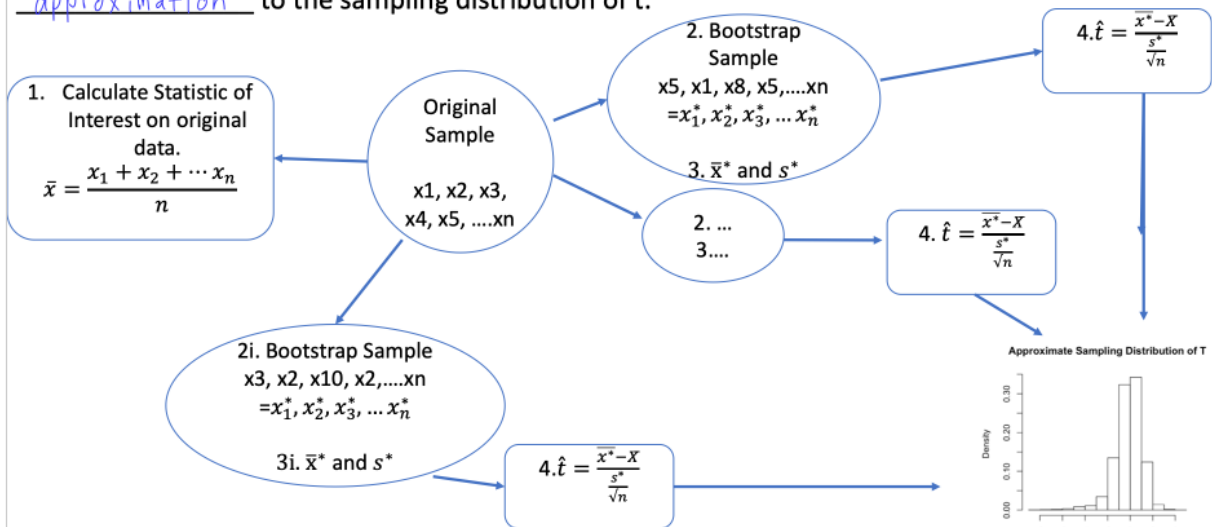 approximation to the sampling distribution of t.
1. Calculate Statistic of
Interest on original
data.
x̄ = (x₁ + x₂ + ⋯ xₙ) / n
Original
Sample
x1, x2, x3,
x4, x5, ....xn
2. Bootstrap
Sample
x5, x1, x8, x5,....xn
=x₁*, x₂*, x₃*, ... xₙ*
3. x̄* and s*
4.t̂ = (x̄*−X) / (s*/√n)
2. ...
3....
4. t̂ = (x̄*−X) / (s*/√n)
2i. Bootstrap Sample
x3, x2, x10, x2,....xn
=x₁*, x₂*, x₃*, ... xₙ*
3i. x̄* and s*
4.t̂ = (x̄*−X) / (s*/√n)
Approximate Sampling Distribution of T
Density
0.30
0.20
0.10
0.00